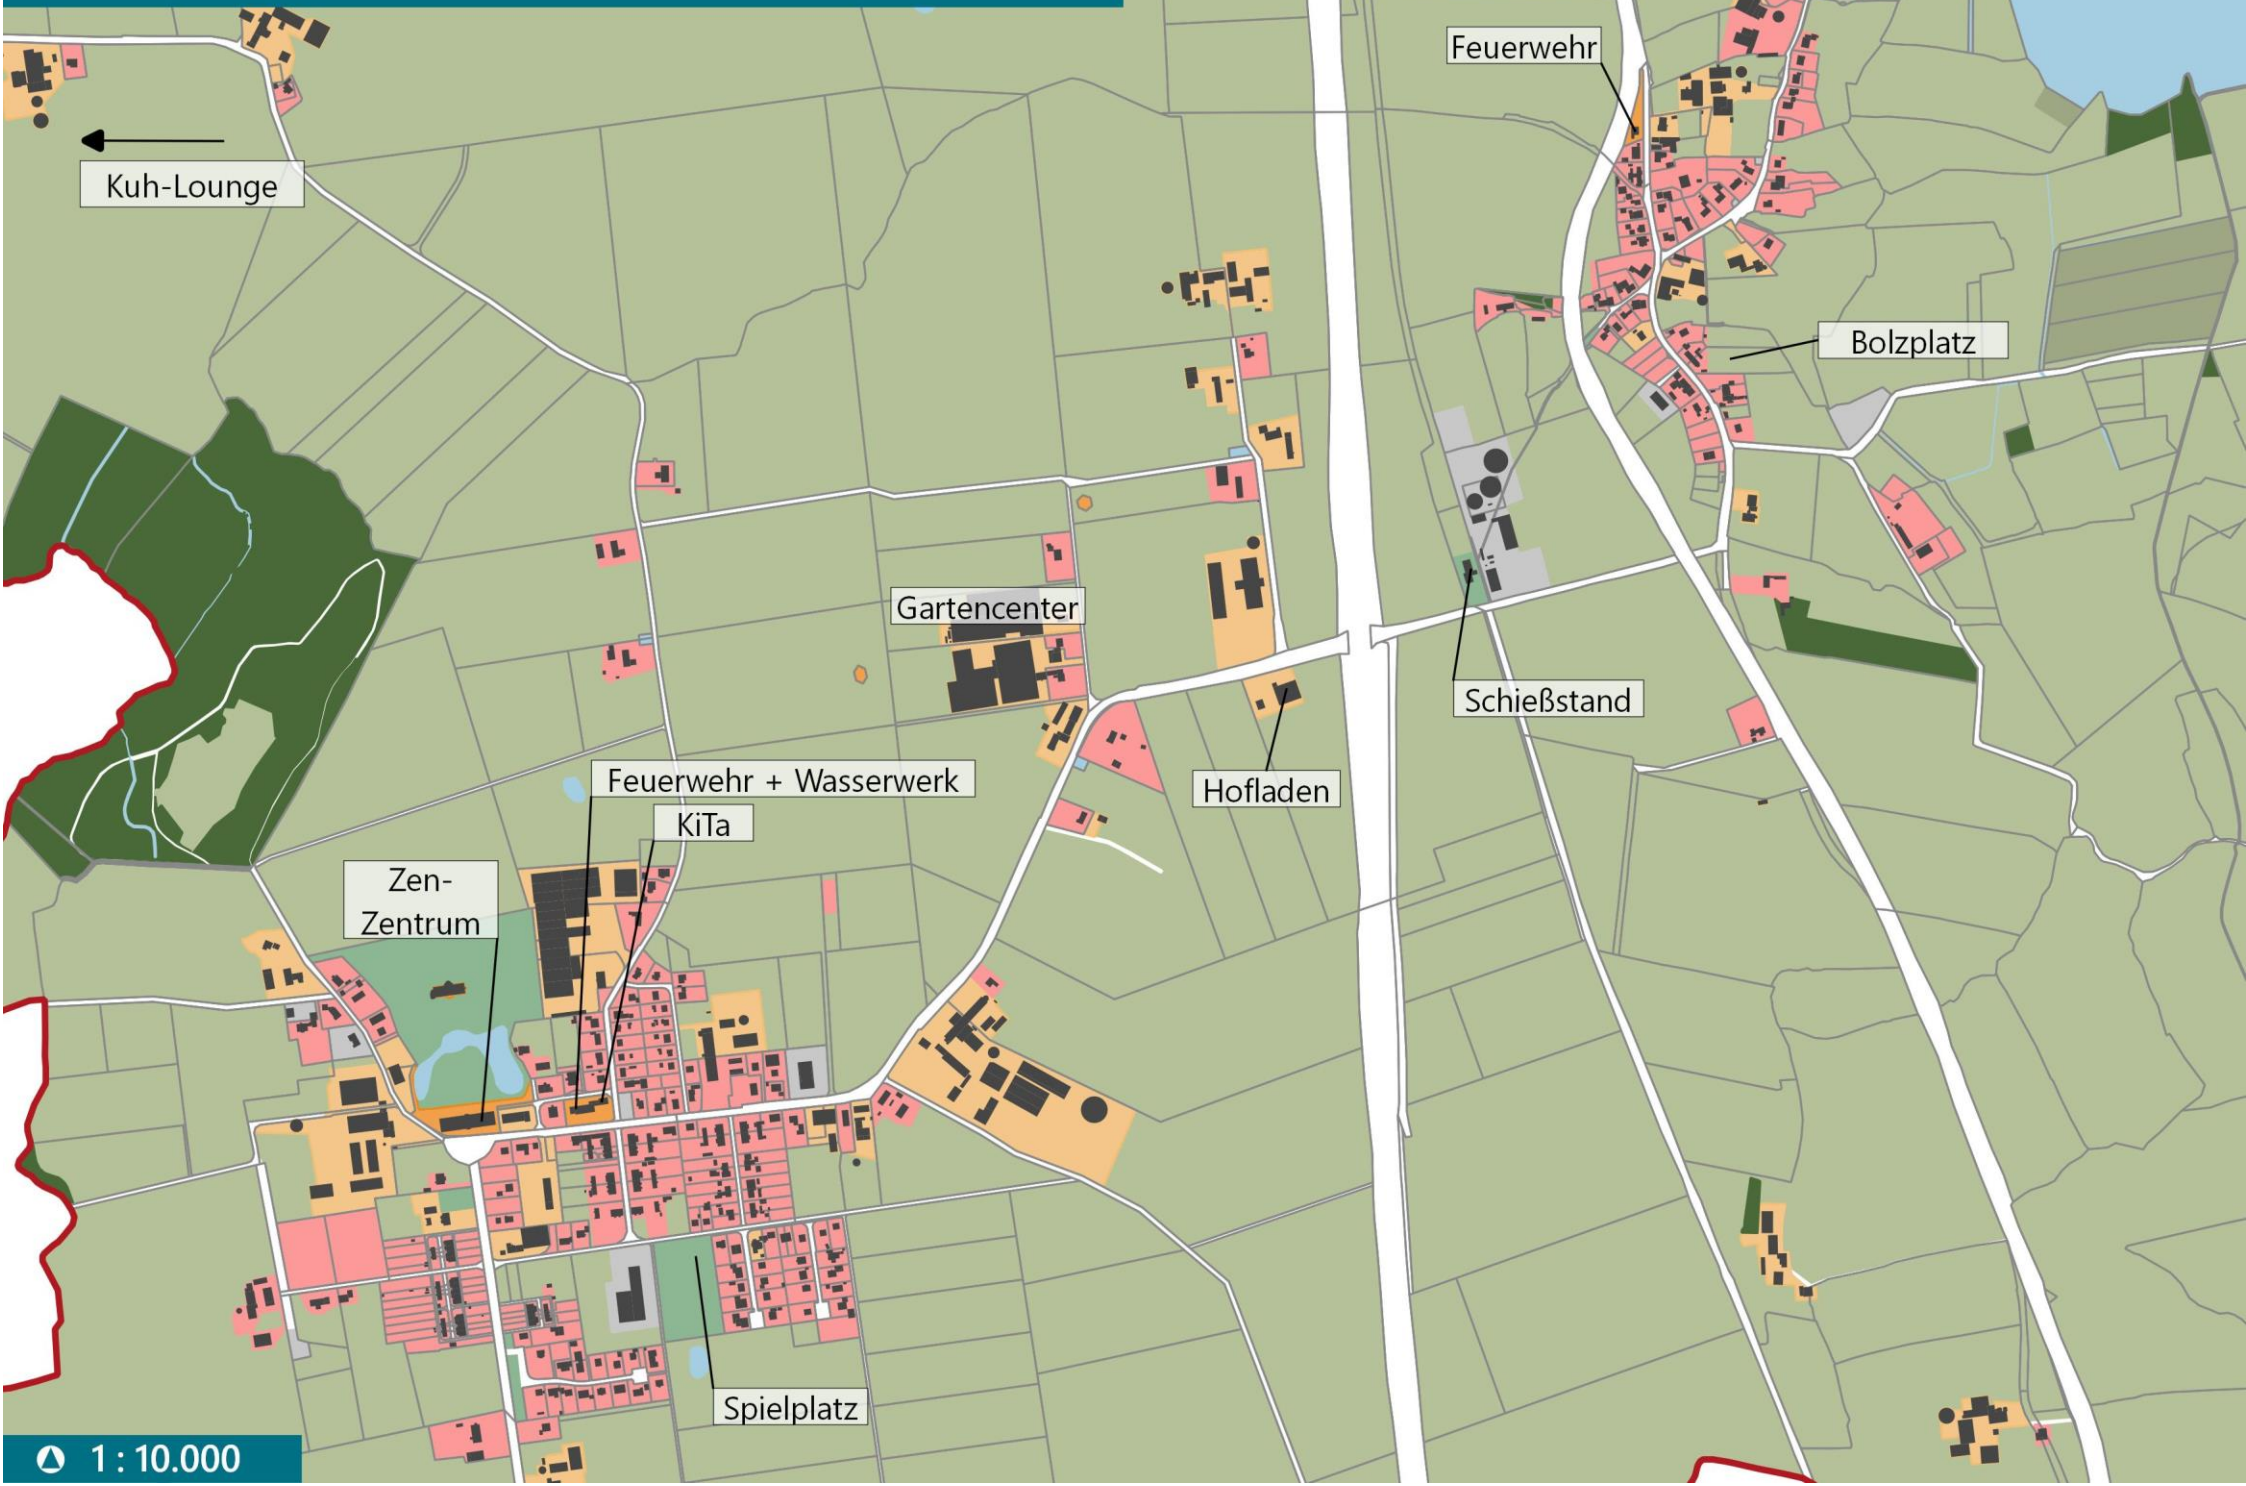 Feuerwehr
Kuh-Lounge
Bolzplatz
Gartencenter
Schießstand
Feuerwehr + Wasserwerk
Hofladen
KiTa
Zen-
Zentrum
Spielplatz
1 : 10.000